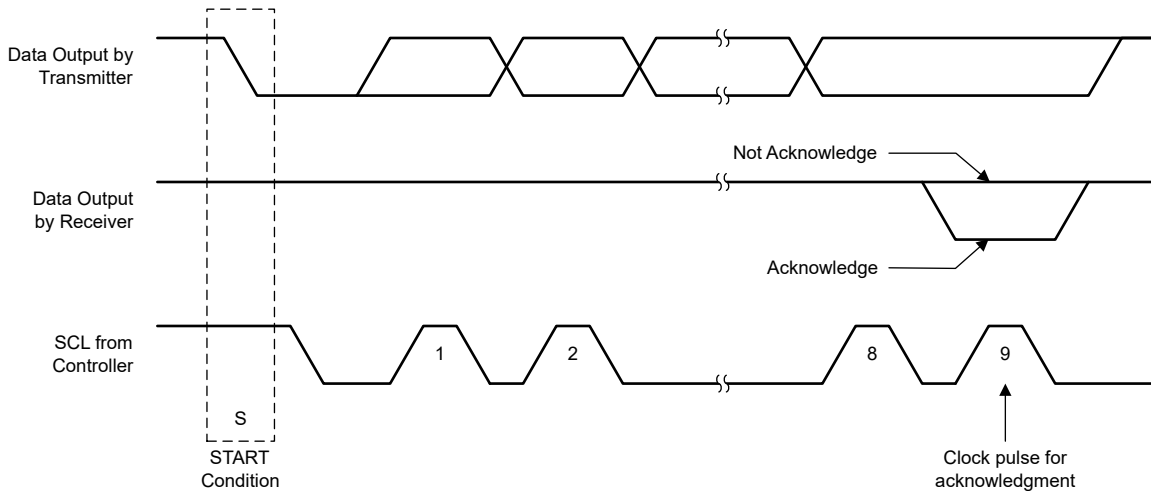 Data Output by
Transmitter
Not Acknowledge
Data Output
by Receiver
Acknowledge
SCL from
Controller
1
2
8
9
S
START
Condition
Clock pulse for
acknowledgment